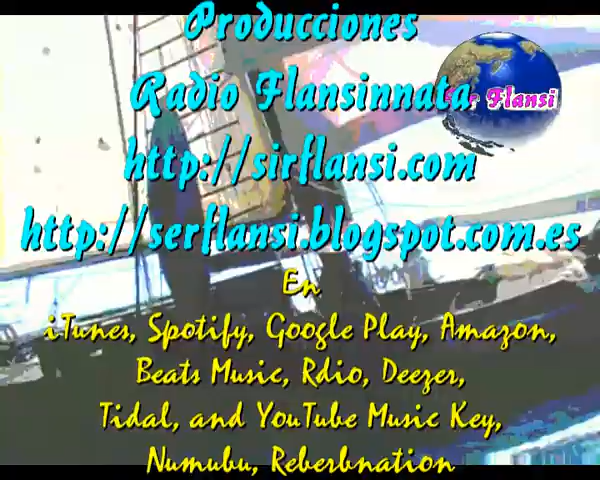 Producciones
Radio Flansinnata
Flansi
http://sirflansi.com
http://serflansi.blogspot.com.es
En
iTunes, Spotify, Google Play, Amazon,
Beats Music, Rdio, Deezer,
Tidal, and YouTube Music Key,
Numubu, Reberbnation